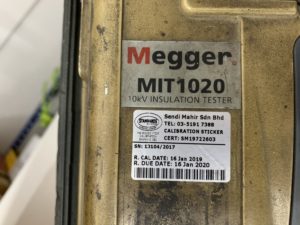 Megger.
MIT1020
10kV INSULATION TESTER
Sendi Mahir Sdn Bhd
TEL: 03-5191 7388
CALIBRATION STICKER
CERT: SM19722603
SN: 13104/2017
R. CAL DATE: 16 Jan 2019
R. DUE DATE: 16 Jan 2020